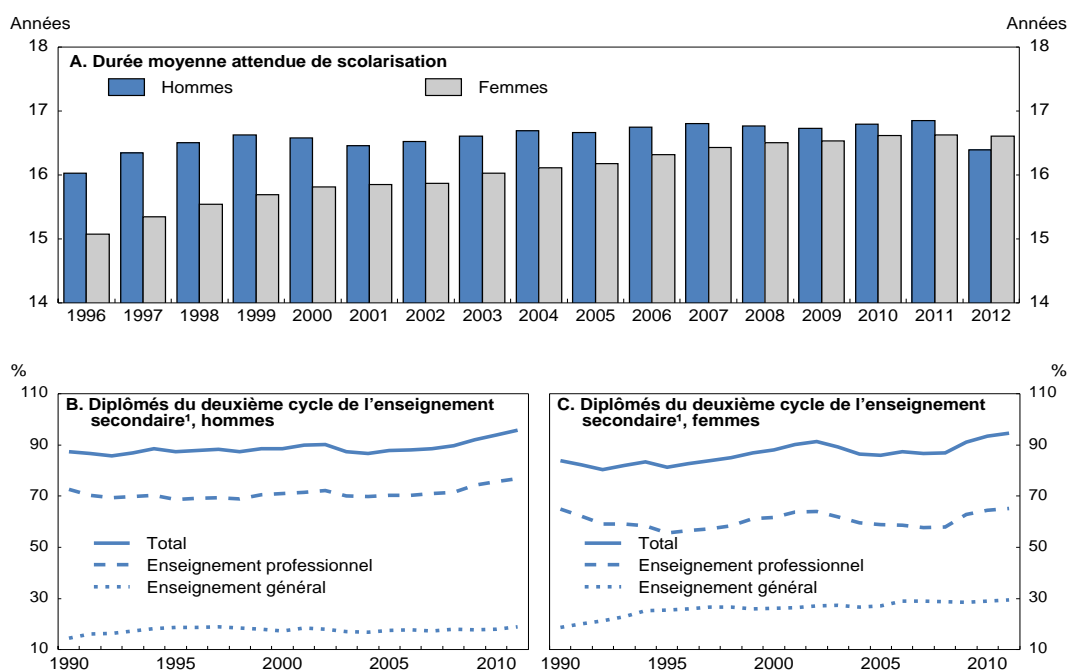 Années Années
18 18
A. Durée moyenne attendue de scolarisation
Hommes Femmes
17 17
16 16
15 15
14 14
1996 1997 1998 1999 2000 2001 2002 2003 2004 2005 2006 2007 2008 2009 2010 2011 2012
% %
110 110
B. Diplômés du deuxième cycle de l'enseignement
secondaire¹, hommes
90
70
50
Total
Enseignement professionnel
30
Enseignement général
10
1990 1995 2000 2005 2010
C. Diplômés du deuxième cycle de l'enseignement
secondaire¹, femmes
90
70
50
Total
Enseignement professionnel
30
Enseignement général
10
1990 1995 2000 2005 2010